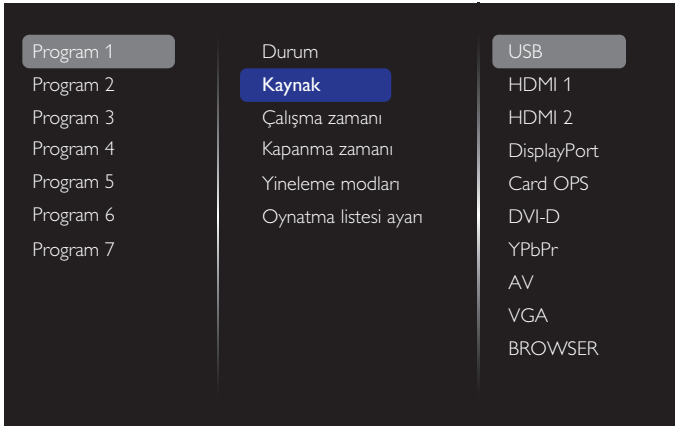 Program 1
Program 2
Program 3
Program 4
Program 5
Program 6
Program 7
Durum
Kaynak
Çalışma zamanı
Kapanma zamanı
Yineleme modları
Oynatma listesi ayarı
USB
HDMI 1
HDMI 2
DisplayPort
Card OPS
DVI-D
YPbPr
AV
VGA
BROWSER